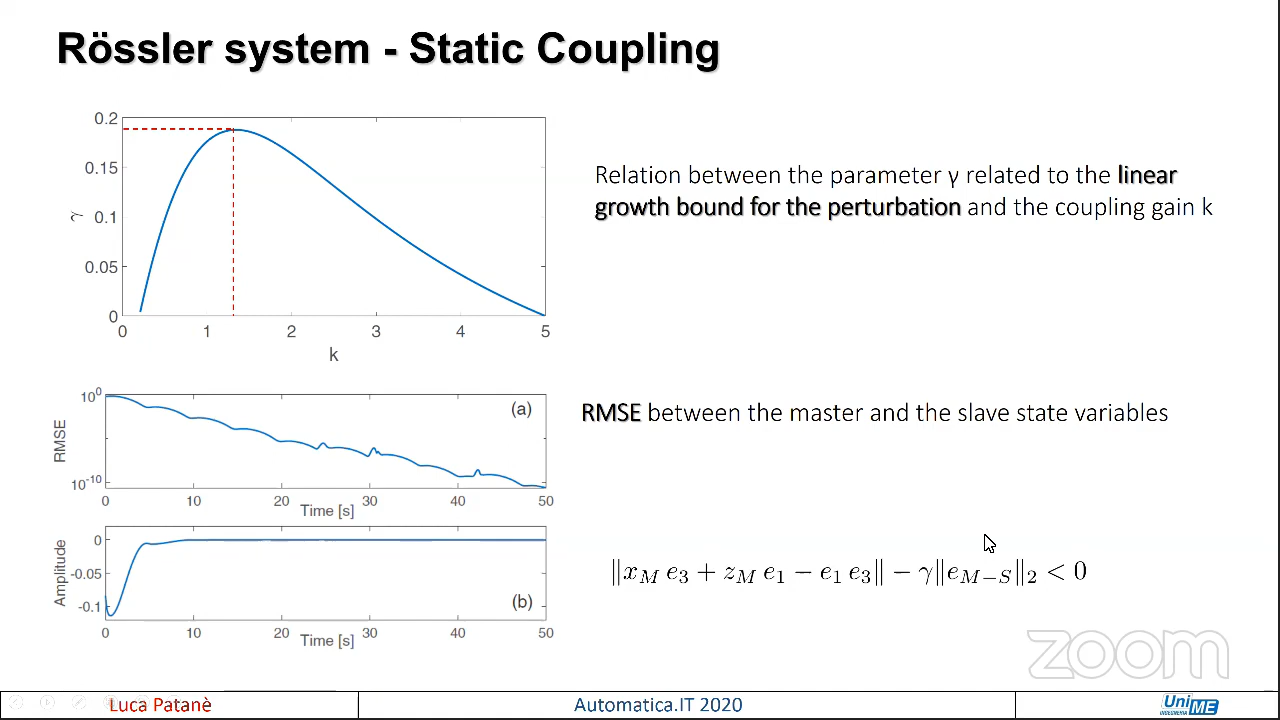 Rössler system - Static Coupling
0.2
0.15
0.1
0.05
0
γ
0 1 2 3 4 5
k
Relation between the parameter γ related to the linear
growth bound for the perturbation and the coupling gain k
10⁰
10⁻¹⁰
RMSE
(a)
0 10 20 30 40 50
Time [s]
RMSE between the master and the slave state variables
0
-0.05
-0.1
Amplitude
(b)
0 10 20 30 40 50
Time [s]
‖x_M e_3 + z_M e_1 − e_1 e_3‖ − γ‖e_{M−S}‖_2 < 0
zoom
Luca Patanè
Automatica.IT 2020
UniME
INGEGNERIA